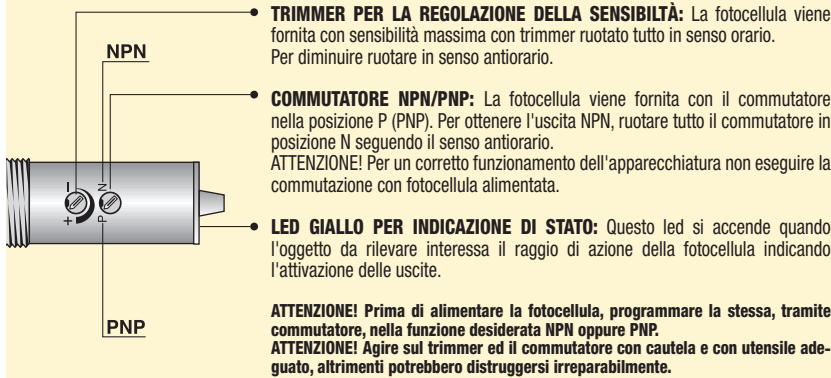 TRIMMER PER LA REGOLAZIONE DELLA SENSIBILTÀ: La fotocellula viene
fornita con sensibilità massima con trimmer ruotato tutto in senso orario.
Per diminuire ruotare in senso antiorario.
NPN
COMMUTATORE NPN/PNP: La fotocellula viene fornita con il commutatore
nella posizione P (PNP). Per ottenere l'uscita NPN, ruotare tutto il commutatore in
posizione N seguendo il senso antiorario.
ATTENZIONE! Per un corretto funzionamento dell'apparecchiatura non eseguire la
commutazione con fotocellula alimentata.
+ −
P N
LED GIALLO PER INDICAZIONE DI STATO: Questo led si accende quando
l'oggetto da rilevare interessa il raggio di azione della fotocellula indicando
l'attivazione delle uscite.
PNP
ATTENZIONE! Prima di alimentare la fotocellula, programmare la stessa, tramite
commutatore, nella funzione desiderata NPN oppure PNP.
ATTENZIONE! Agire sul trimmer ed il commutatore con cautela e con utensile ade-
guato, altrimenti potrebbero distruggersi irreparabilmente.